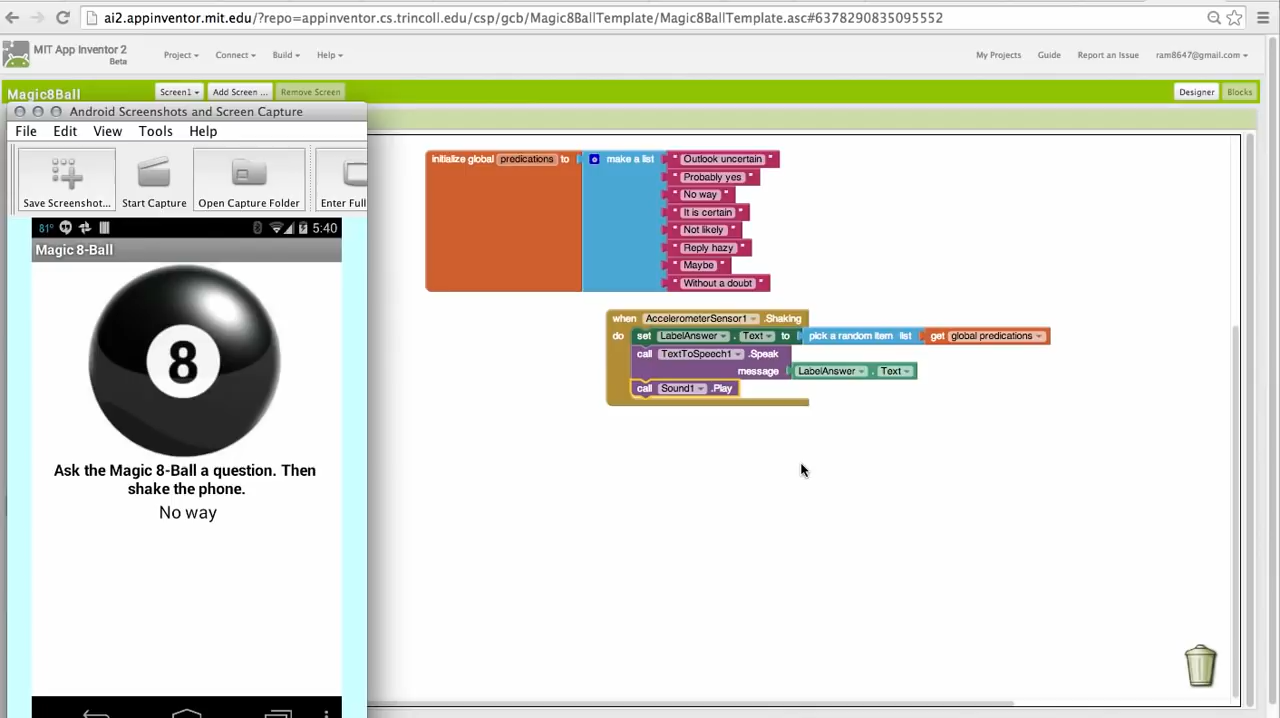 ai2.appinventor.mit.edu/?repo=appinventor.cs.trincoll.edu/csp/gcb/Magic8BallTemplate/Magic8BallTemplate.asc#6378290835095552
MIT App Inventor 2
Beta
Project Connect Build Help
My Projects Guide Report an Issue ram8647@gmail.com
Magic8Ball
Screen1 Add Screen ... Remove Screen
Designer Blocks
Android Screenshots and Screen Capture
File Edit View Tools Help
Save Screenshot... Start Capture Open Capture Folder Enter Full
81° 5:40
Magic 8-Ball
8
Ask the Magic 8-Ball a question. Then
shake the phone.
No way
initialize global predications to make a list " Outlook uncertain "
" Probably yes "
" No way "
" It is certain "
" Not likely "
" Reply hazy "
" Maybe "
" Without a doubt "
when AccelerometerSensor1 .Shaking
do set LabelAnswer . Text to pick a random item list get global predications
call TextToSpeech1 .Speak
message LabelAnswer . Text
call Sound1 .Play